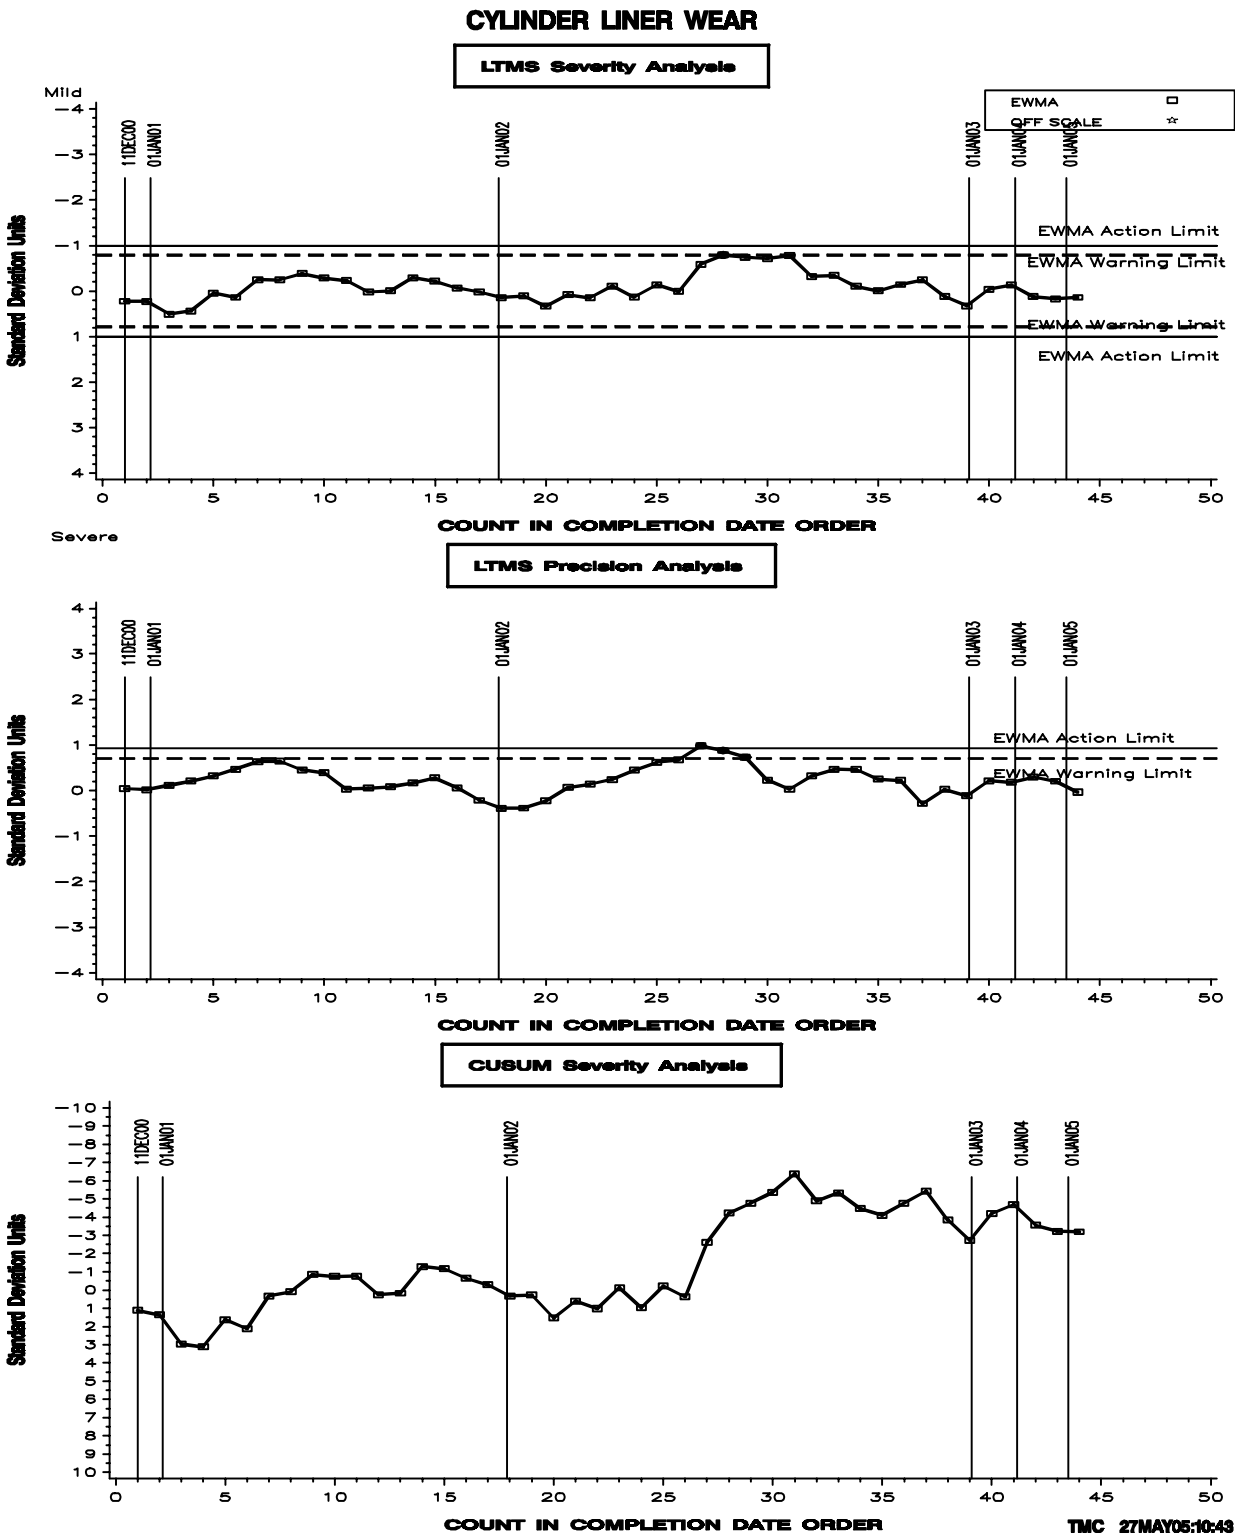 CYLINDER LINER WEAR
LTMS Severity Analysis
Mild
EWMA
OFF SCALE
11DEC00 01JAN01 01JAN02 01JAN03 01JAN04 01JAN05
Standard Deviation Units
-4
-3
-2
-1
0
1
2
3
4
EWMA Action Limit
EWMA Warning Limit
EWMA Warning Limit
EWMA Action Limit
0 5 10 15 20 25 30 35 40 45 50
COUNT IN COMPLETION DATE ORDER
Severe
LTMS Precision Analysis
11DEC00 01JAN01 01JAN02 01JAN03 01JAN04 01JAN05
Standard Deviation Units
4
3
2
1
0
-1
-2
-3
-4
EWMA Action Limit
EWMA Warning Limit
0 5 10 15 20 25 30 35 40 45 50
COUNT IN COMPLETION DATE ORDER
CUSUM Severity Analysis
11DEC00 01JAN01 01JAN02 01JAN03 01JAN04 01JAN05
Standard Deviation Units
-10
-9
-8
-7
-6
-5
-4
-3
-2
-1
0
1
2
3
4
5
6
7
8
9
10
0 5 10 15 20 25 30 35 40 45 50
COUNT IN COMPLETION DATE ORDER
TMC 27MAY05:10:43